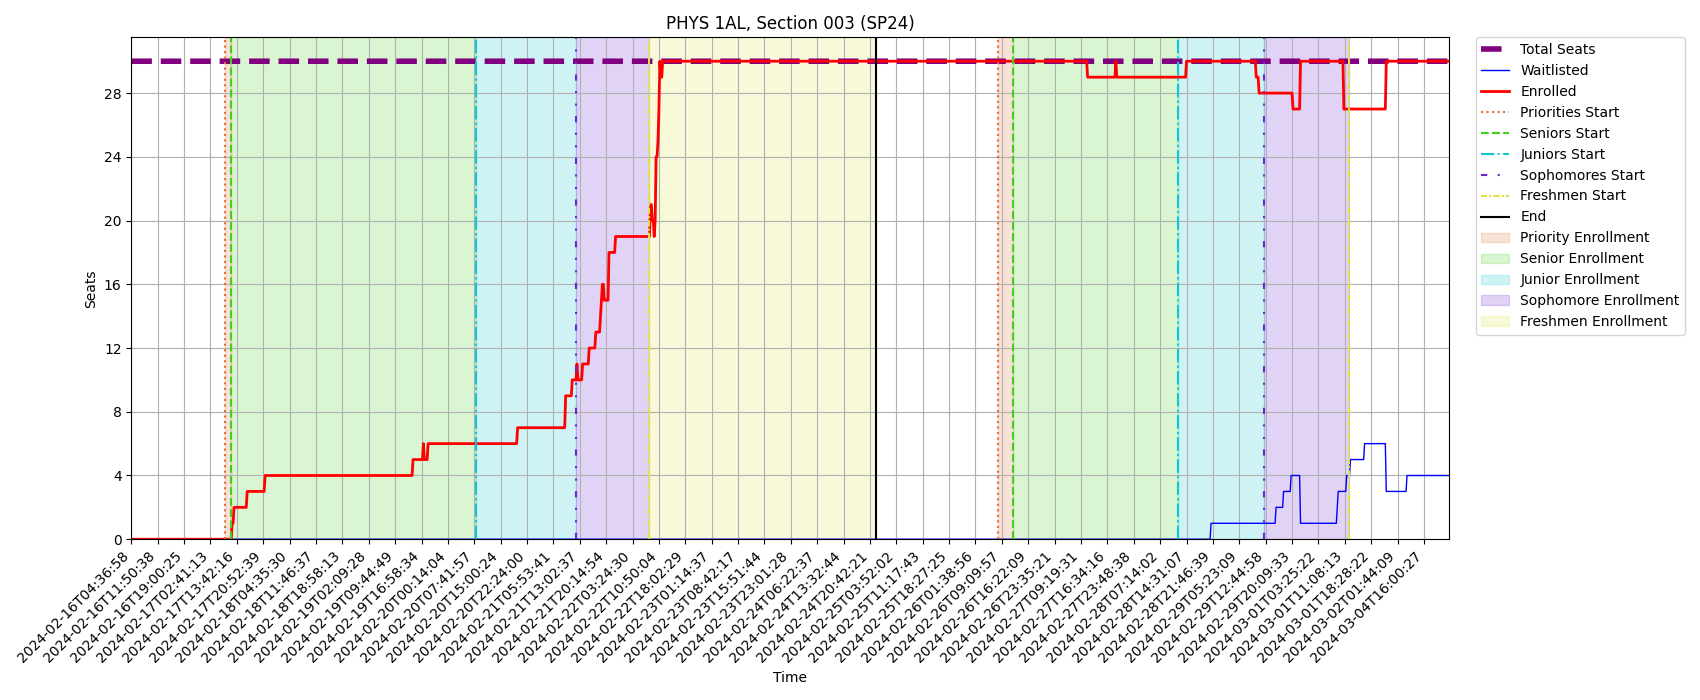 PHYS 1AL, Section 003 (SP24)
Seats
28
24
20
16
12
8
4
0
2024-02-16T04:36:58
2024-02-16T11:50:38
2024-02-16T19:00:25
2024-02-17T02:41:13
2024-02-17T13:42:16
2024-02-17T20:52:39
2024-02-18T04:35:30
2024-02-18T11:46:37
2024-02-18T18:58:13
2024-02-19T02:09:28
2024-02-19T09:44:49
2024-02-19T16:58:34
2024-02-20T00:14:04
2024-02-20T07:41:57
2024-02-20T15:00:24
2024-02-20T22:24:00
2024-02-21T05:53:41
2024-02-21T13:02:37
2024-02-21T20:14:54
2024-02-22T03:24:30
2024-02-22T10:50:04
2024-02-22T18:02:29
2024-02-23T01:14:37
2024-02-23T08:42:17
2024-02-23T15:51:44
2024-02-23T23:01:28
2024-02-24T06:22:37
2024-02-24T13:32:44
2024-02-24T20:42:21
2024-02-25T03:52:02
2024-02-25T11:17:43
2024-02-25T18:27:25
2024-02-26T01:38:56
2024-02-26T09:09:57
2024-02-26T16:22:09
2024-02-26T23:35:21
2024-02-27T09:19:31
2024-02-27T16:34:16
2024-02-27T23:48:38
2024-02-28T07:14:02
2024-02-28T14:31:07
2024-02-28T21:46:39
2024-02-29T05:23:09
2024-02-29T12:44:58
2024-02-29T20:09:33
2024-03-01T03:25:22
2024-03-01T11:08:13
2024-03-01T18:28:22
2024-03-02T01:44:09
2024-03-04T16:00:27
Time
Total Seats
Waitlisted
Enrolled
Priorities Start
Seniors Start
Juniors Start
Sophomores Start
Freshmen Start
End
Priority Enrollment
Senior Enrollment
Junior Enrollment
Sophomore Enrollment
Freshmen Enrollment